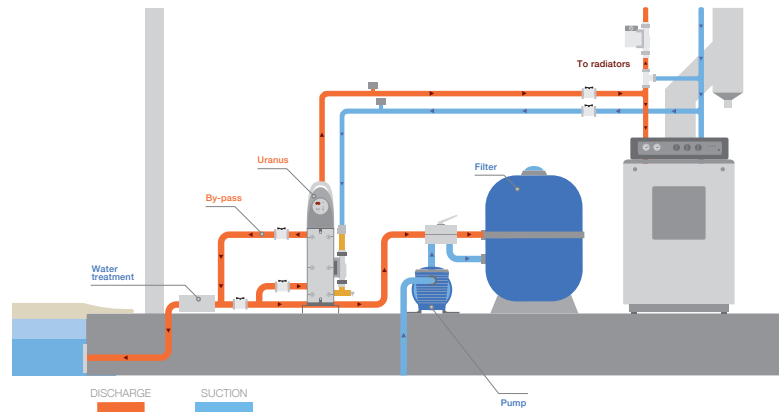 To radiators
Uranus
Filter
By-pass
Water
treatment
DISCHARGE
SUCTION
Pump